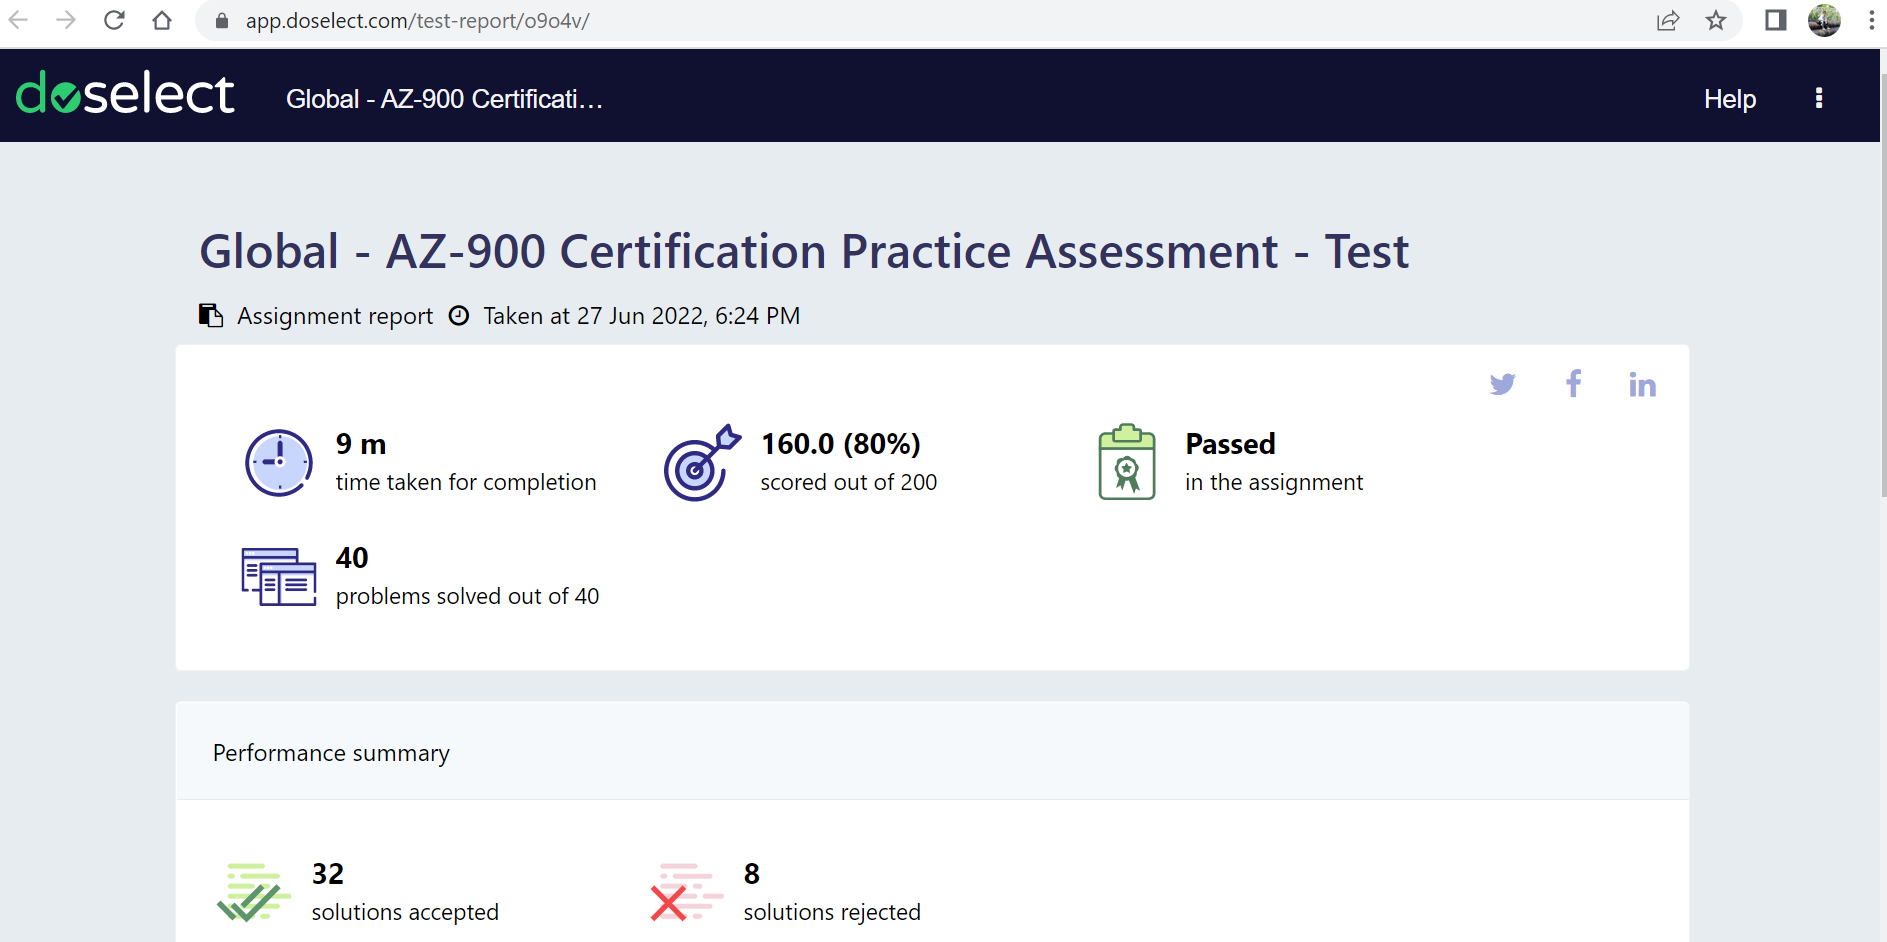 app.doselect.com/test-report/o9o4v/
doselect
Global - AZ-900 Certificati...
Help
Global - AZ-900 Certification Practice Assessment - Test
Assignment report Taken at 27 Jun 2022, 6:24 PM
9 m
time taken for completion
160.0 (80%)
scored out of 200
Passed
in the assignment
40
problems solved out of 40
Performance summary
32
solutions accepted
8
solutions rejected